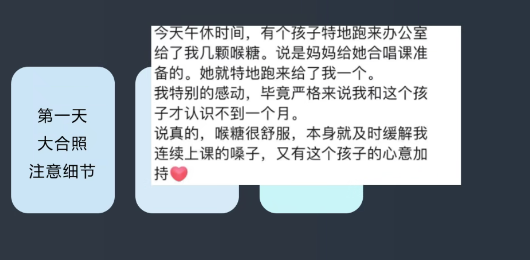 第一天
大合照
注意细节
今天午休时间，有个孩子特地跑来办公室
给了我几颗喉糖。说是妈妈给她合唱课准
备的。她就特地跑来给了我一个。
我特别的感动，毕竟严格来说我和这个孩
子才认识不到一个月。
说真的，喉糖很舒服，本身就及时缓解我
连续上课的嗓子，又有这个孩子的心意加
持❤️